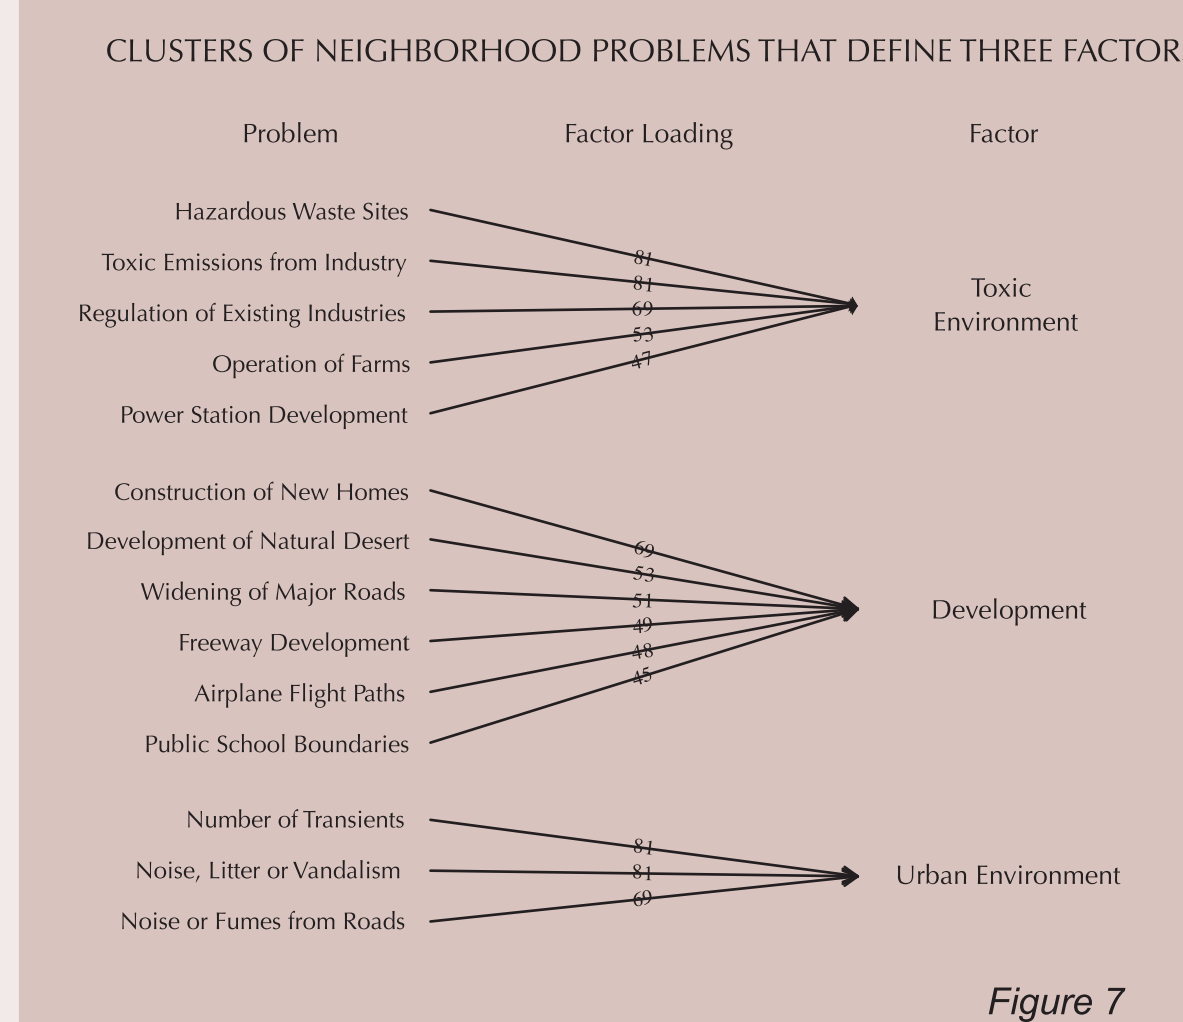 CLUSTERS OF NEIGHBORHOOD PROBLEMS THAT DEFINE THREE FACTOR
Problem Factor Loading Factor
Hazardous Waste Sites 81
Toxic Emissions from Industry 81
Regulation of Existing Industries 69
Operation of Farms 53
Power Station Development 47
Toxic
Environment
Construction of New Homes 69
Development of Natural Desert 53
Widening of Major Roads 51
Freeway Development 49
Airplane Flight Paths 48
Public School Boundaries 45
Development
Number of Transients 81
Noise, Litter or Vandalism 81
Noise or Fumes from Roads 69
Urban Environment
Figure 7